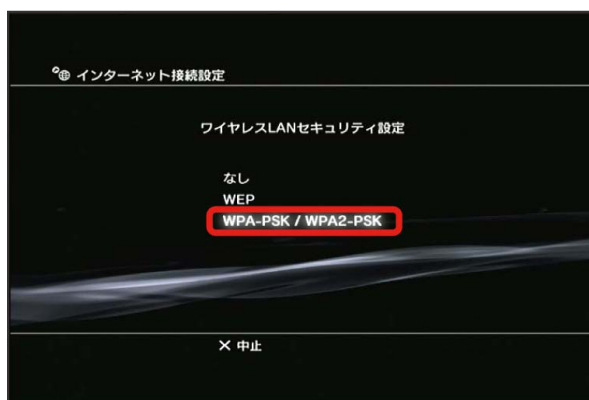 インターネット接続設定
ワイヤレスLANセキュリティ設定
なし
WEP
WPA-PSK / WPA2-PSK
✕ 中止